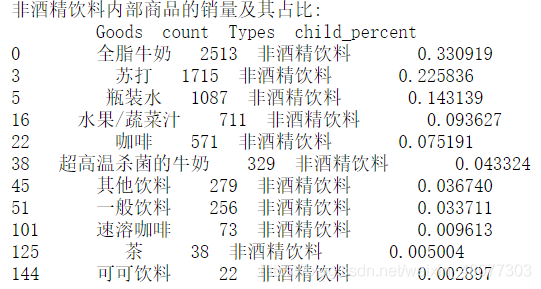 非酒精饮料内部商品的销量及其占比:
Goods count Types child_percent
0 全脂牛奶 2513 非酒精饮料 0.330919
3 苏打 1715 非酒精饮料 0.225836
5 瓶装水 1087 非酒精饮料 0.143139
16 水果/蔬菜汁 711 非酒精饮料 0.093627
22 咖啡 571 非酒精饮料 0.075191
38 超高温杀菌的牛奶 329 非酒精饮料 0.043324
45 其他饮料 279 非酒精饮料 0.036740
51 一般饮料 256 非酒精饮料 0.033711
101 速溶咖啡 73 非酒精饮料 0.009613
125 茶 38 非酒精饮料 0.005004
144 可可饮料 22 非酒精饮料 0.002897